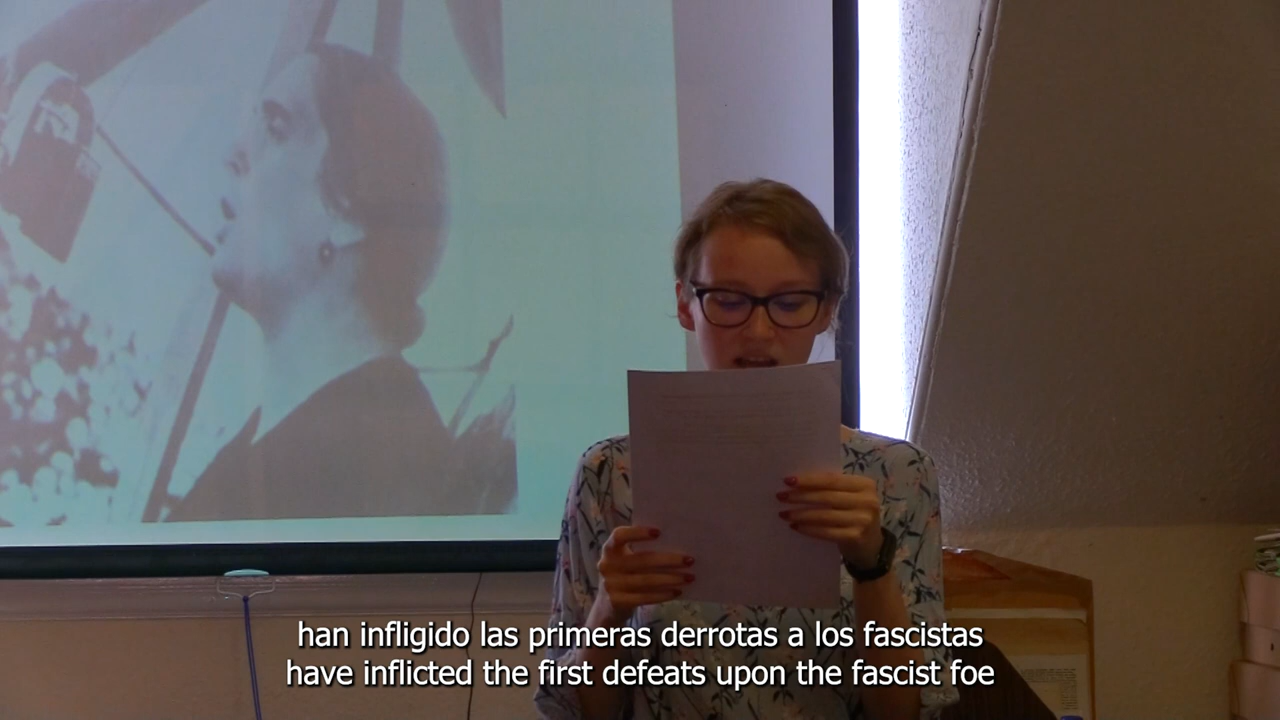 han infligido las primeras derrotas a los fascistas
have inflicted the first defeats upon the fascist foe